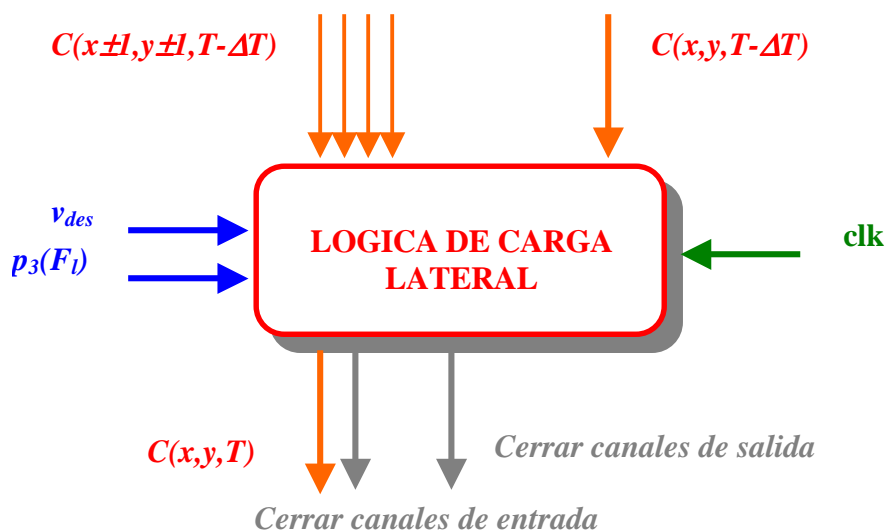 C(x±1,y±1,T-ΔT)
C(x,y,T-ΔT)
v_des
p_3(F_l)
LOGICA DE CARGA
LATERAL
clk
C(x,y,T)
Cerrar canales de salida
Cerrar canales de entrada